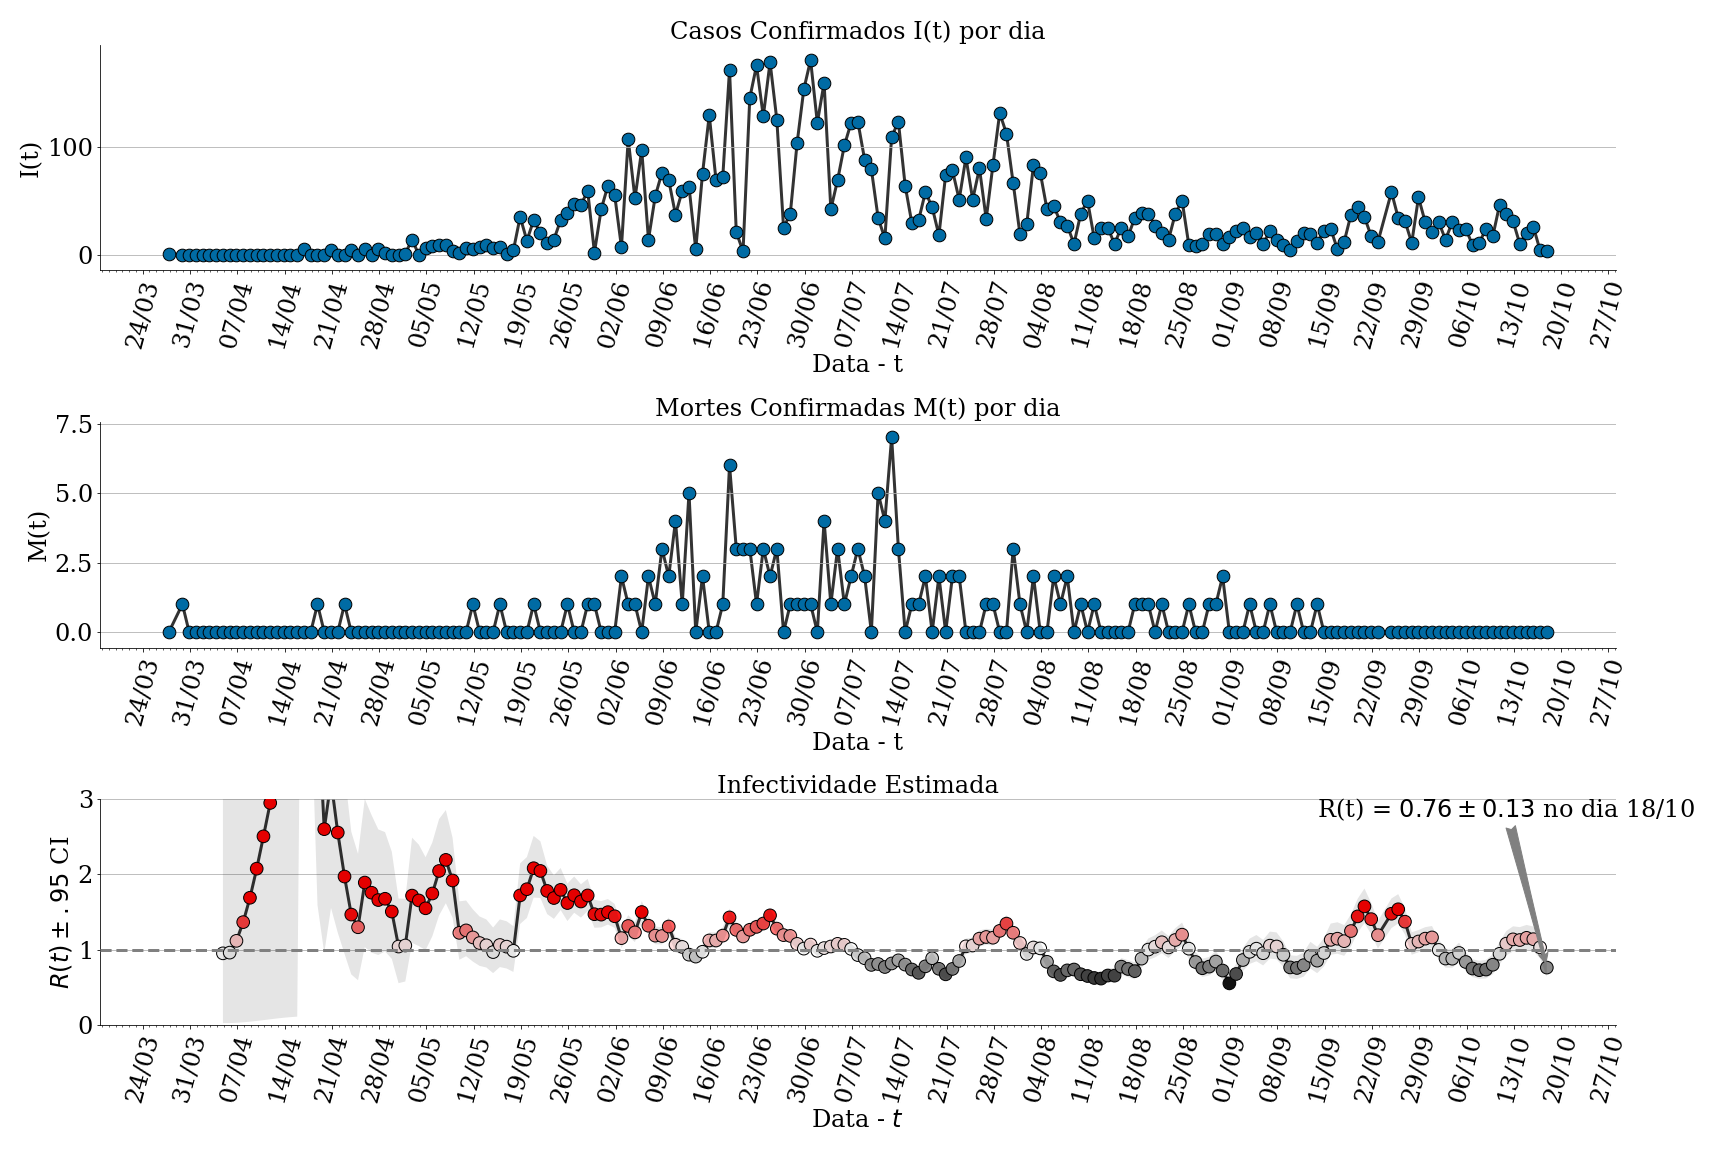 Casos Confirmados I(t) por dia
I(t)
100
0
24/03 31/03 07/04 14/04 21/04 28/04 05/05 12/05 19/05 26/05 02/06 09/06 16/06 23/06 30/06 07/07 14/07 21/07 28/07 04/08 11/08 18/08 25/08 01/09 08/09 15/09 22/09 29/09 06/10 13/10 20/10 27/10
Data - t
Mortes Confirmadas M(t) por dia
M(t)
7.5
5.0
2.5
0.0
24/03 31/03 07/04 14/04 21/04 28/04 05/05 12/05 19/05 26/05 02/06 09/06 16/06 23/06 30/06 07/07 14/07 21/07 28/07 04/08 11/08 18/08 25/08 01/09 08/09 15/09 22/09 29/09 06/10 13/10 20/10 27/10
Data - t
Infectividade Estimada
R(t) = 0.76 ± 0.13 no dia 18/10
R(t) ± .95 CI
3
2
1
0
24/03 31/03 07/04 14/04 21/04 28/04 05/05 12/05 19/05 26/05 02/06 09/06 16/06 23/06 30/06 07/07 14/07 21/07 28/07 04/08 11/08 18/08 25/08 01/09 08/09 15/09 22/09 29/09 06/10 13/10 20/10 27/10
Data - t